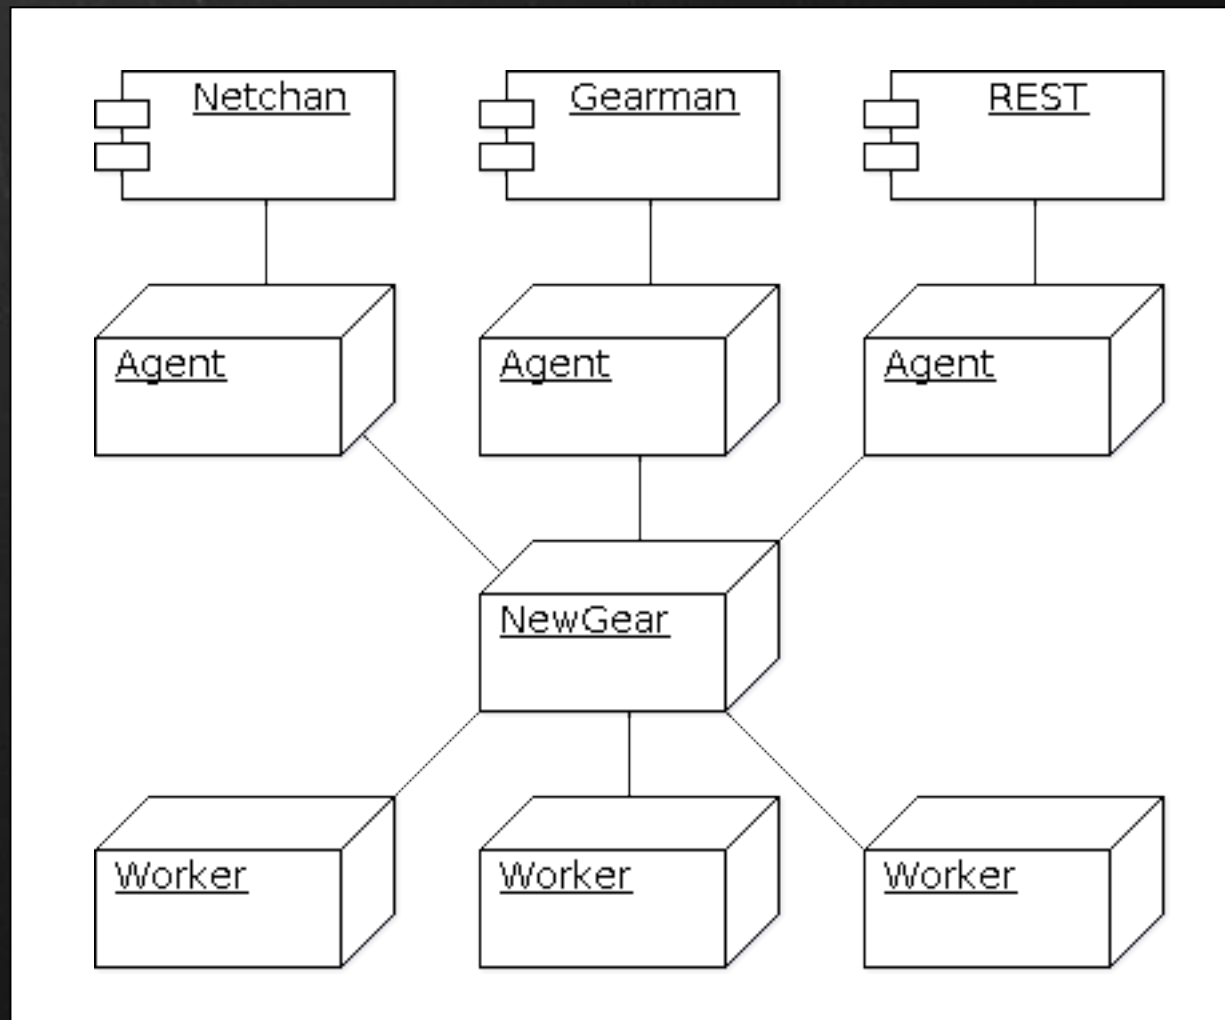 Netchan
Gearman
REST
Agent
Agent
Agent
NewGear
Worker
Worker
Worker